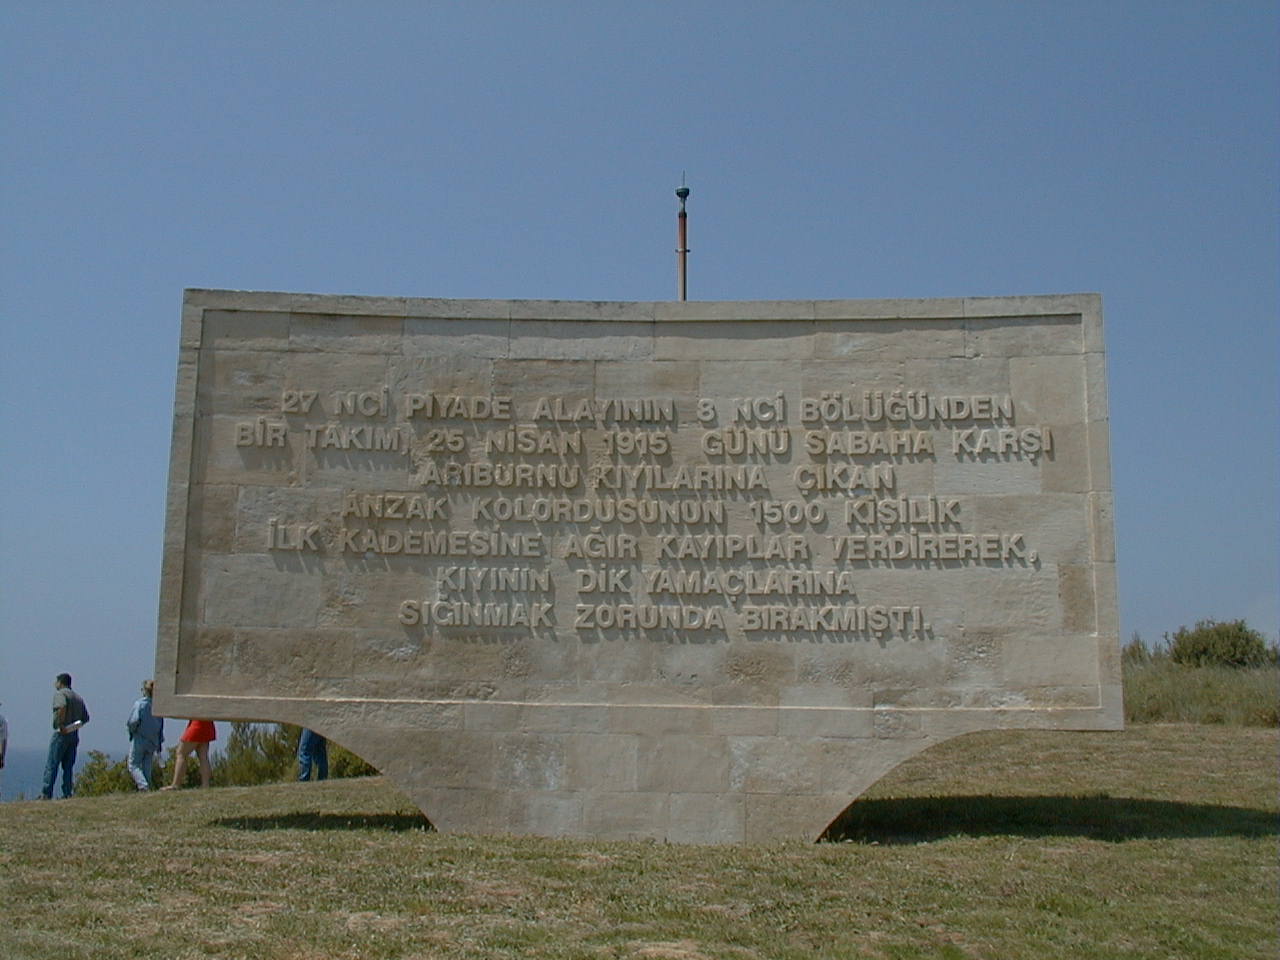 27 NCİ PİYADE ALAYININ 8 NCİ BÖLÜĞÜNDEN
BİR TAKIM, 25 NİSAN 1915 GÜNÜ SABAHA KARŞI
ARIBURNU KIYILARINA ÇIKAN
ANZAK KOLORDUSUNUN 1500 KİŞİLİK
İLK KADEMESİNE AĞIR KAYIPLAR VERDİREREK,
KIYININ DİK YAMAÇLARINA
SIĞINMAK ZORUNDA BIRAKMIŞTI.